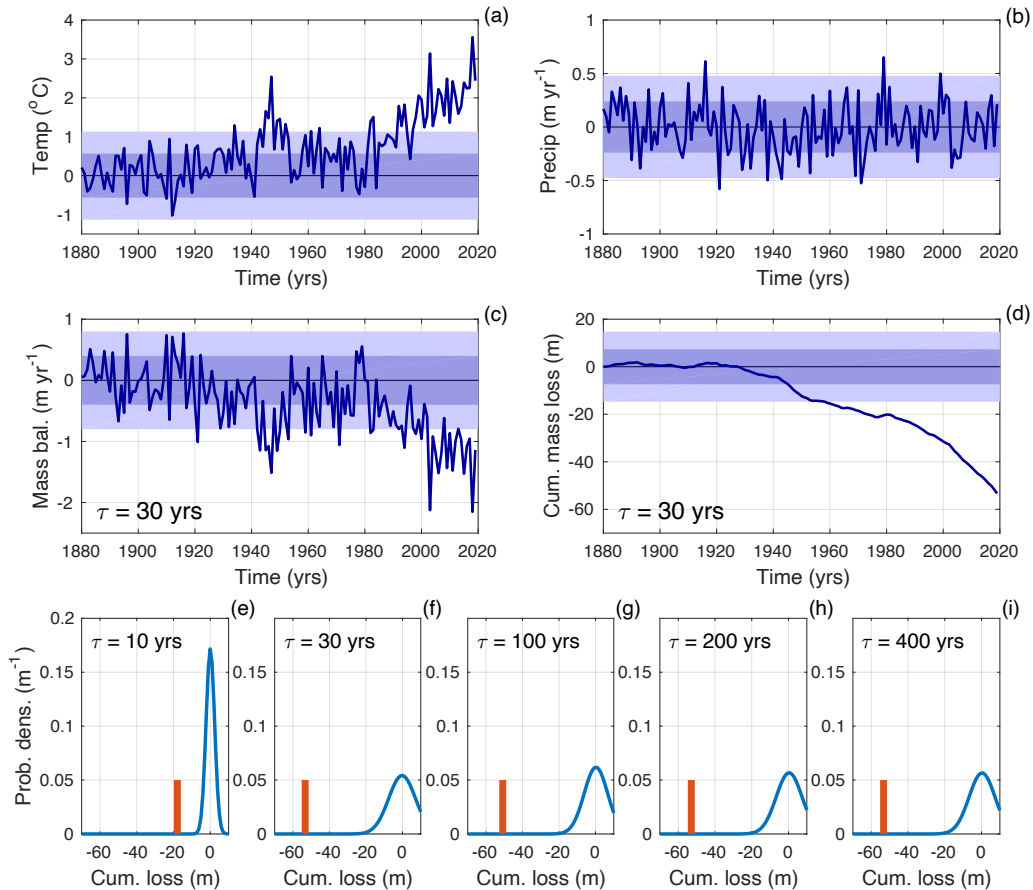 (a)
4
3
2
1
0
-1
Temp (°C)
1880 1900 1920 1940 1960 1980 2000 2020
Time (yrs)
(b)
1
0.5
0
-0.5
-1
Precip (m yr⁻¹)
1880 1900 1920 1940 1960 1980 2000 2020
Time (yrs)
(c)
1
0
-1
-2
Mass bal. (m yr⁻¹)
τ = 30 yrs
1880 1900 1920 1940 1960 1980 2000 2020
Time (yrs)
(d)
20
0
-20
-40
-60
Cum. mass loss (m)
τ = 30 yrs
1880 1900 1920 1940 1960 1980 2000 2020
Time (yrs)
(e)
0.2
0.15
0.1
0.05
0
Prob. dens. (m⁻¹)
τ = 10 yrs
-60 -40 -20 0
Cum. loss (m)
(f)
0.15
0.1
0.05
0
τ = 30 yrs
-60 -40 -20 0
Cum. loss (m)
(g)
0.15
0.1
0.05
0
τ = 100 yrs
-60 -40 -20 0
Cum. loss (m)
(h)
0.15
0.1
0.05
0
τ = 200 yrs
-60 -40 -20 0
Cum. loss (m)
(i)
0.15
0.1
0.05
0
τ = 400 yrs
-60 -40 -20 0
Cum. loss (m)